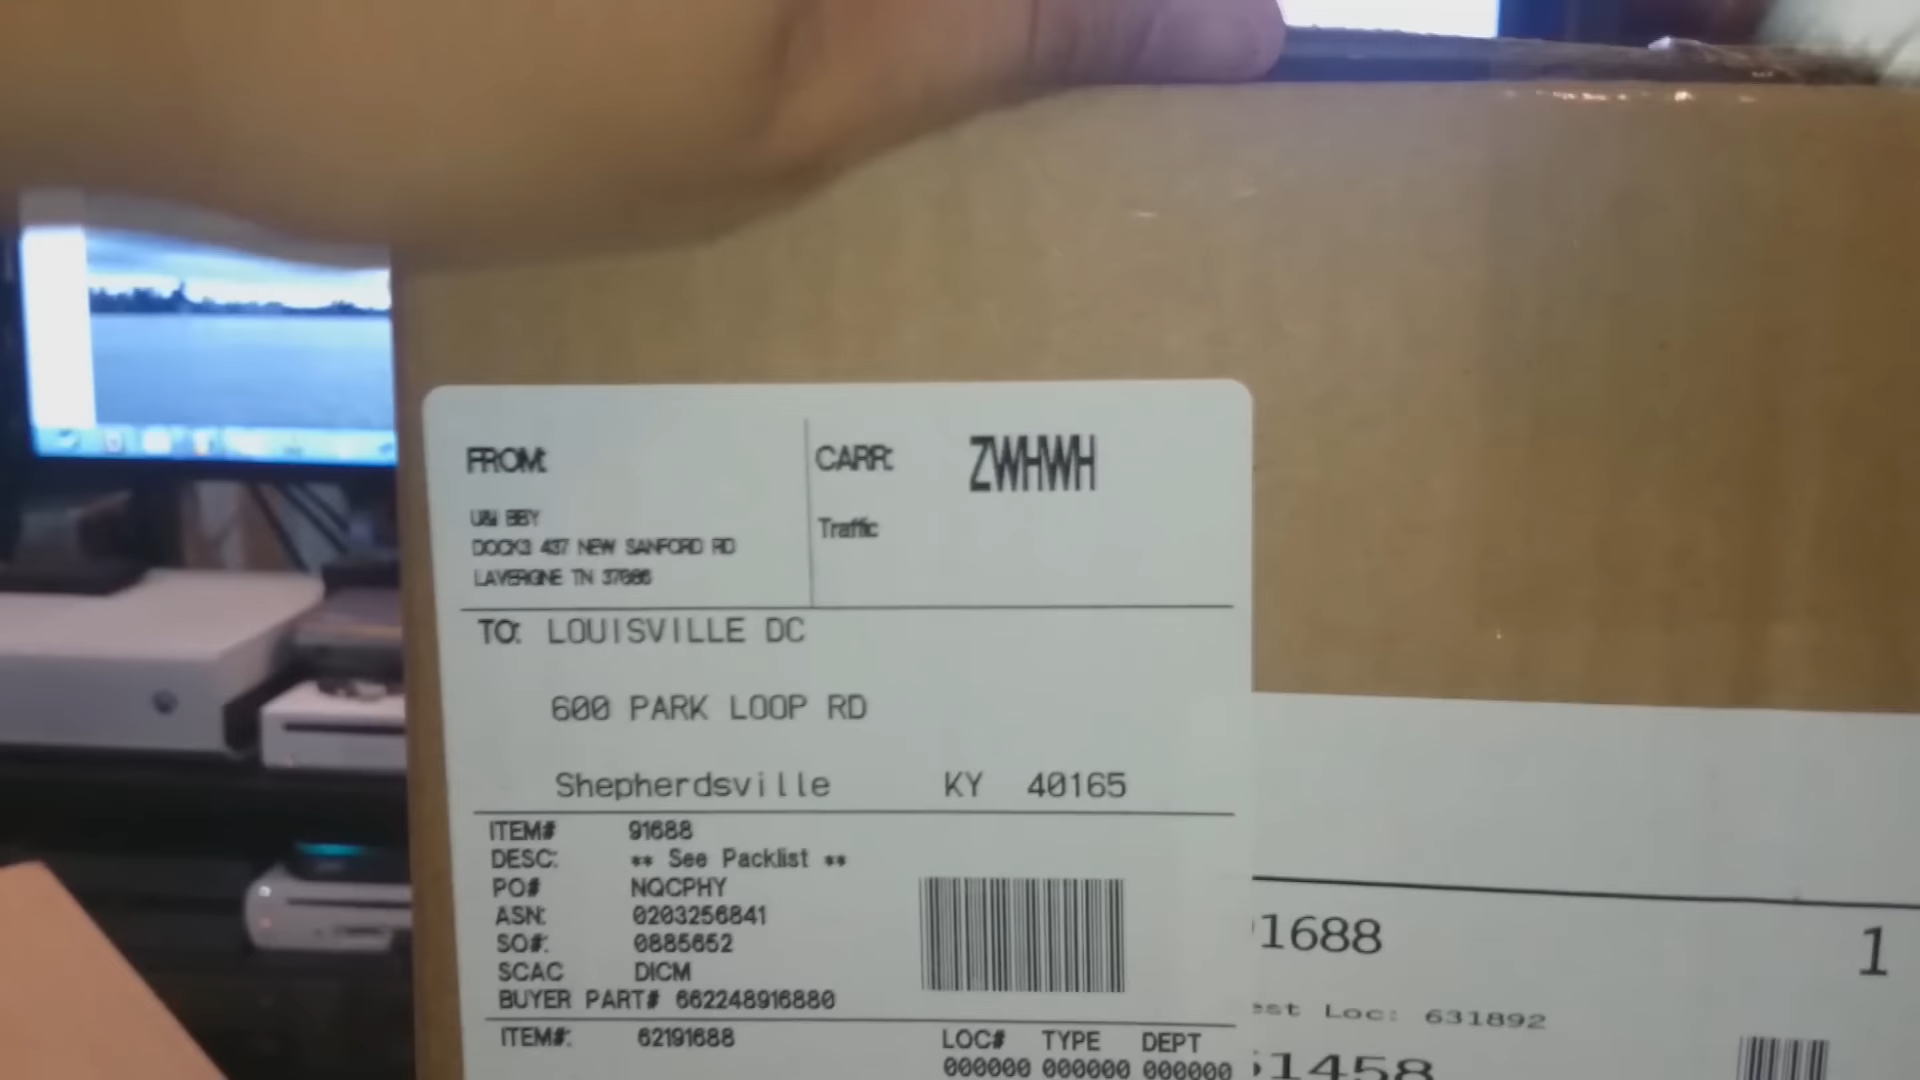 FROM:
CARR:
ZWHWH
U&I BBY
Traffic
DOCK3 437 NEW SANFORD RD
LAVERGNE TN 37086
TO: LOUISVILLE DC
600 PARK LOOP RD
Shepherdsville KY 40165
ITEM# 91688
DESC: ** See Packlist **
PO# NQCPHY
ASN: 0203256841
SO#: 0885652
SCAC DICM
BUYER PART# 662248916880
ITEM#: 62191688
LOC# TYPE DEPT
000000 000000 000000
1688
1
est Loc: 631892
1458